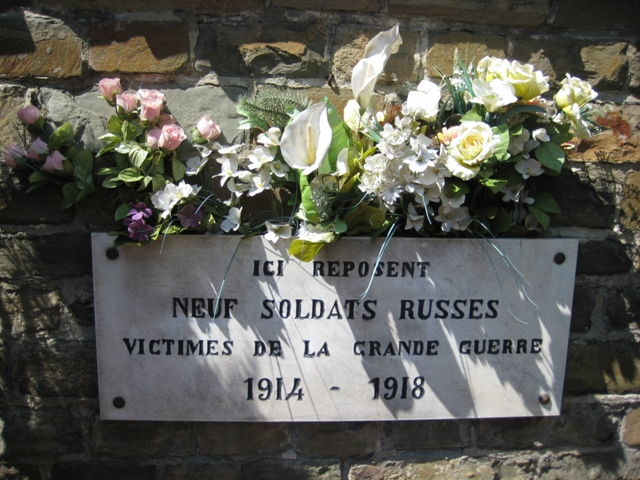 ICI REPOSENT
NEUF SOLDATS RUSSES
VICTIMES DE LA GRANDE GUERRE
1914 - 1918